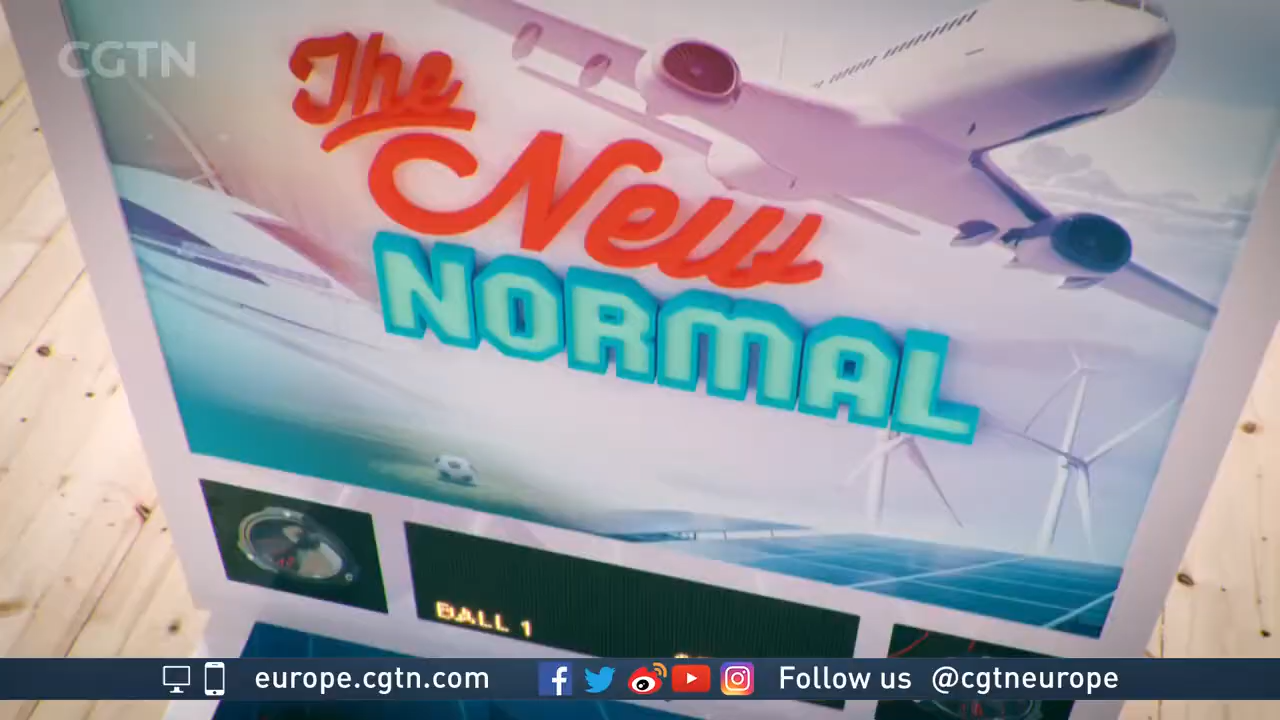 CGTN
The
New
NORMAL
BALL 1
europe.cgtn.com
Follow us @cgtneurope